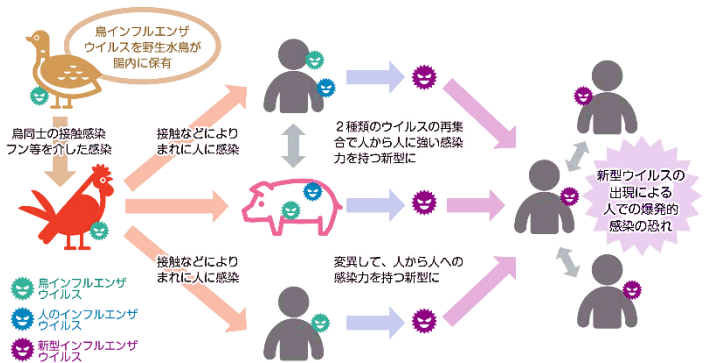 鳥インフルエンザ
ウイルスを野生水鳥が
腸内に保有
鳥同士の接触感染
フン等を介した感染
接触などにより
まれに人に感染
2種類のウイルスの再集
合で人から人に強い感染
力を持つ新型に
新型ウイルスの
出現による
人での爆発的
感染の恐れ
接触などにより
まれに人に感染
変異して、人から人への
感染力を持つ新型に
鳥インフルエンザ
ウイルス
人のインフルエンザ
ウイルス
新型インフルエンザ
ウイルス